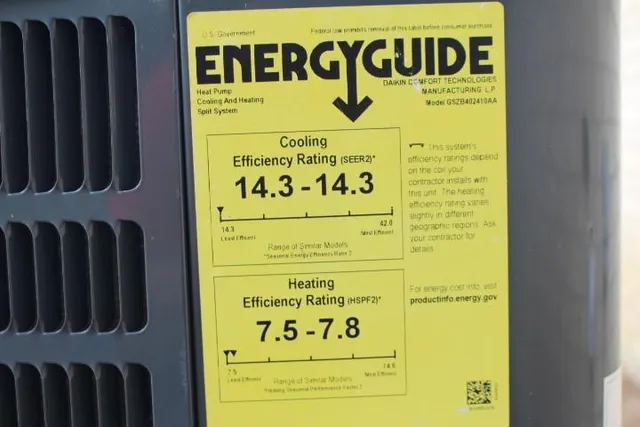 U.S. Government
Federal law prohibits removal of this label before consumer purchase.
ENERGYGUIDE
Heat Pump
Cooling And Heating
Split System
DAIKIN COMFORT TECHNOLOGIES
MANUFACTURING L.P.
Model GSZB402410AA
Cooling
Efficiency Rating (SEER2)*
14.3 - 14.3
14.3
42.0
Least Efficient
Most Efficient
Range of Similar Models
*Seasonal Energy Efficiency Ratio 2
This system's
efficiency ratings depend
on the coil your
contractor installs with
this unit. The heating
efficiency rating varies
slightly in different
geographic regions. Ask
your contractor for
details.
Heating
Efficiency Rating (HSPF2)*
7.5 - 7.8
7.5
14.6
Least Efficient
Most Efficient
Range of Similar Models
*Heating Seasonal Performance Factor 2
For energy cost info, visit
productinfo.energy.gov